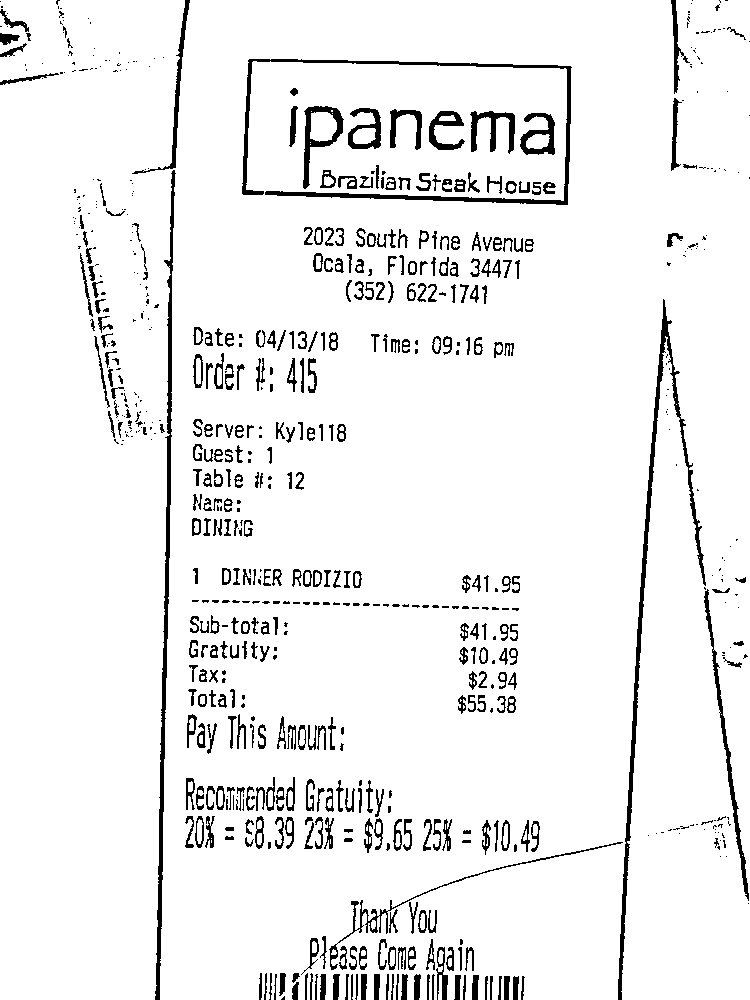 ipanema
Brazilian Steak House
2023 South Pine Avenue
Ocala, Florida 34471
(352) 622-1741
Date: 04/13/18 Time: 09:16 pm
Order #: 415
Server: Kyle118
Guest: 1
Table #: 12
Name:
DINING
1 DINNER RODIZIO $41.95
Sub-total: $41.95
Gratuity: $10.49
Tax: $2.94
Total: $55.38
Pay This Amount:
Recommended Gratuity:
20% = $8.39 23% = $9.65 25% = $10.49
Thank You
Please Come Again